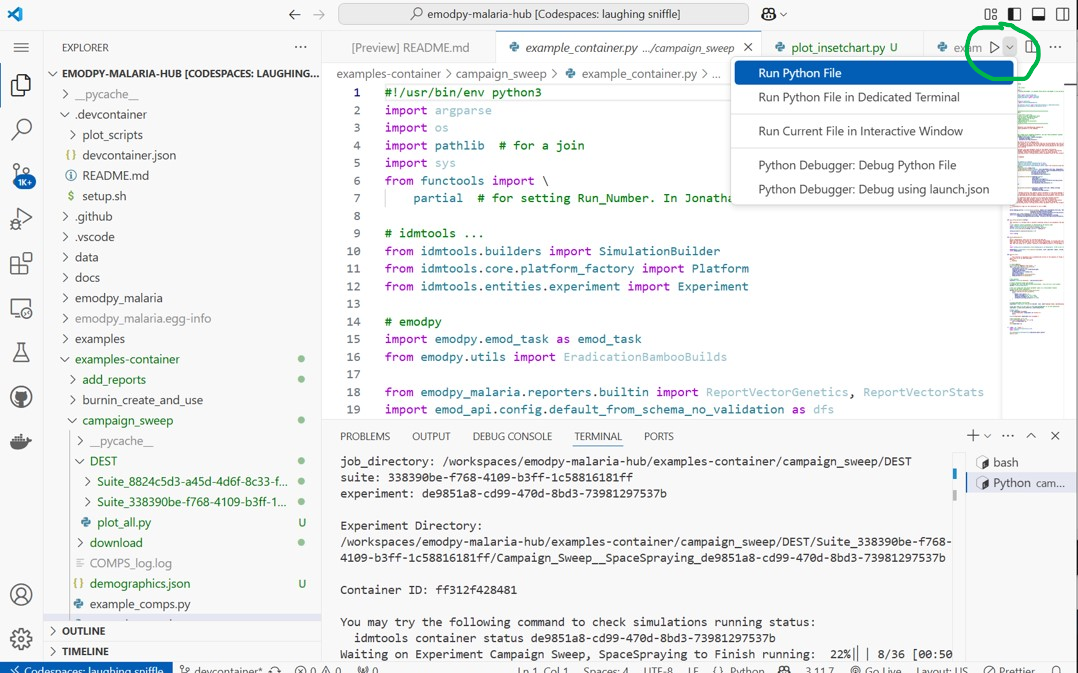 emodpy-malaria-hub [Codespaces: laughing sniffle]
EXPLORER
EMODPY-MALARIA-HUB [CODESPACES: LAUGHING...
__pycache__
.devcontainer
plot_scripts
devcontainer.json
README.md
setup.sh
.github
.vscode
data
docs
emodpy_malaria
emodpy_malaria.egg-info
examples
examples-container
add_reports
burnin_create_and_use
campaign_sweep
__pycache__
DEST
Suite_8824c5d3-a45d-4d6f-8c33-f...
Suite_338390be-f768-4109-b3ff-1...
plot_all.py U
download
COMPS_log.log
demographics.json U
example_comps.py
OUTLINE
TIMELINE
1K+
[Preview] README.md
example_container.py .../campaign_sweep
plot_insetchart.py U
exam
examples-container > campaign_sweep > example_container.py > ...
Run Python File
Run Python File in Dedicated Terminal
Run Current File in Interactive Window
Python Debugger: Debug Python File
Python Debugger: Debug using launch.json
1 #!/usr/bin/env python3
2 import argparse
3 import os
4 import pathlib # for a join
5 import sys
6 from functools import \
7 partial # for setting Run_Number. In Jonatha
8
9 # idmtools ...
10 from idmtools.builders import SimulationBuilder
11 from idmtools.core.platform_factory import Platform
12 from idmtools.entities.experiment import Experiment
13
14 # emodpy
15 import emodpy.emod_task as emod_task
16 from emodpy.utils import EradicationBambooBuilds
17
18 from emodpy_malaria.reporters.builtin import ReportVectorGenetics, ReportVectorStats
19 import emod_api.config.default_from_schema_no_validation as dfs
PROBLEMS OUTPUT DEBUG CONSOLE TERMINAL PORTS
job_directory: /workspaces/emodpy-malaria-hub/examples-container/campaign_sweep/DEST
suite: 338390be-f768-4109-b3ff-1c58816181ff
experiment: de9851a8-cd99-470d-8bd3-73981297537b
Experiment Directory:
/workspaces/emodpy-malaria-hub/examples-container/campaign_sweep/DEST/Suite_338390be-f768-
4109-b3ff-1c58816181ff/Campaign_Sweep__SpaceSpraying_de9851a8-cd99-470d-8bd3-73981297537b
Container ID: ff312f428481
You may try the following command to check simulations running status:
idmtools container status de9851a8-cd99-470d-8bd3-73981297537b
Waiting on Experiment Campaign Sweep, SpaceSpraying to Finish running: 22%| | 8/36 [00:50
bash
Python cam...
Codespaces: laughing sniffle
devcontainer*
0 0
0
Ln 1, Col 1
Spaces: 4
UTF-8
LF
Python
3.11.7
Go Live
Layout: US
Prettier